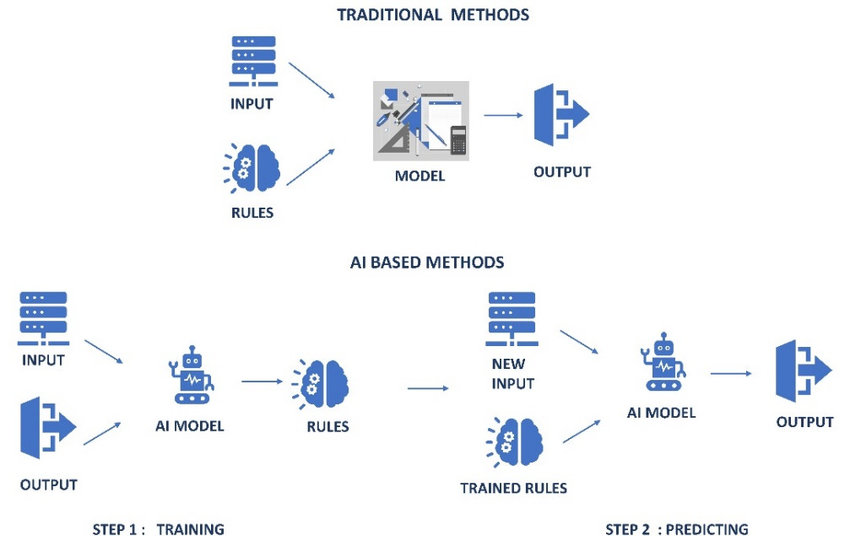 TRADITIONAL METHODS
INPUT
RULES
MODEL
OUTPUT
AI BASED METHODS
INPUT
OUTPUT
AI MODEL
RULES
NEW
INPUT
TRAINED RULES
AI MODEL
OUTPUT
STEP 1 : TRAINING
STEP 2 : PREDICTING